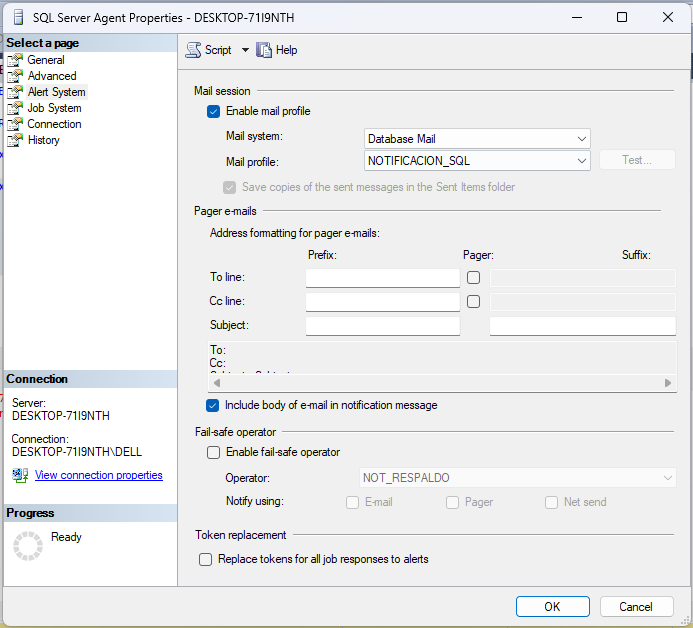 SQL Server Agent Properties - DESKTOP-71I9NTH
Select a page
General
Advanced
Alert System
Job System
Connection
History
Script
Help
Mail session
Enable mail profile
Mail system:
Database Mail
Mail profile:
NOTIFICACION_SQL
Test...
Save copies of the sent messages in the Sent Items folder
Pager e-mails
Address formatting for pager e-mails:
Prefix:
Pager:
Suffix:
To line:
Cc line:
Subject:
To:
Cc:
Include body of e-mail in notification message
Fail-safe operator
Enable fail-safe operator
Operator:
NOT_RESPALDO
Notify using:
E-mail
Pager
Net send
Token replacement
Replace tokens for all job responses to alerts
Connection
Server:
DESKTOP-71I9NTH
Connection:
DESKTOP-71I9NTH\DELL
View connection properties
Progress
Ready
OK
Cancel